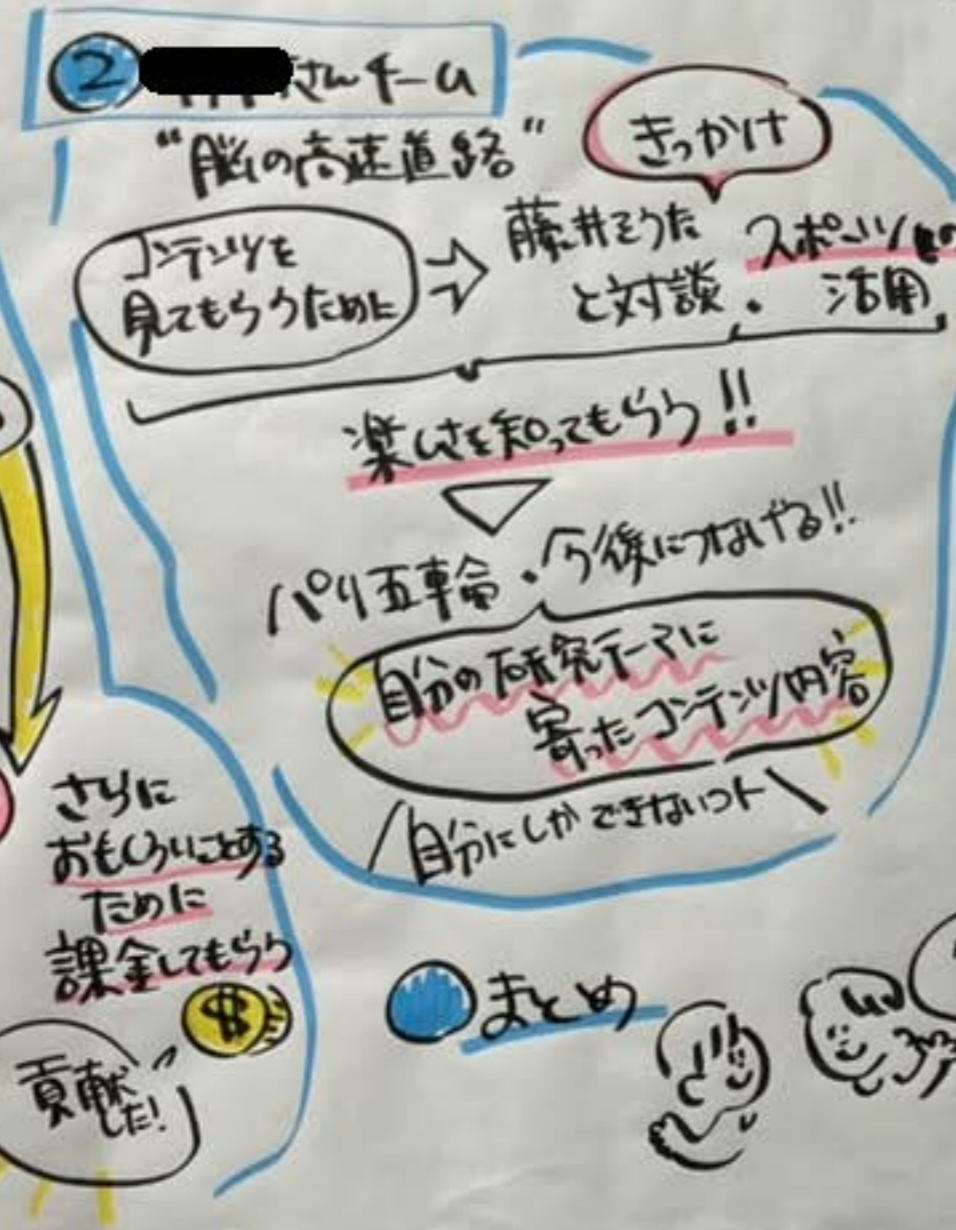 ② さんチーム
"脳の高速道路"
きっかけ
コンテンツを
見てもらうために
藤井そうた
と対談・
スポーツ
活用
楽しさを知ってもらう!!
パリ五輪・今後につなげる!!
自分の研究テーマに
寄ったコンテンツ内容
自分にしかできないコト
さらに
おもしろいことする
ために
課金してもらう
$
貢献
した!
まとめ